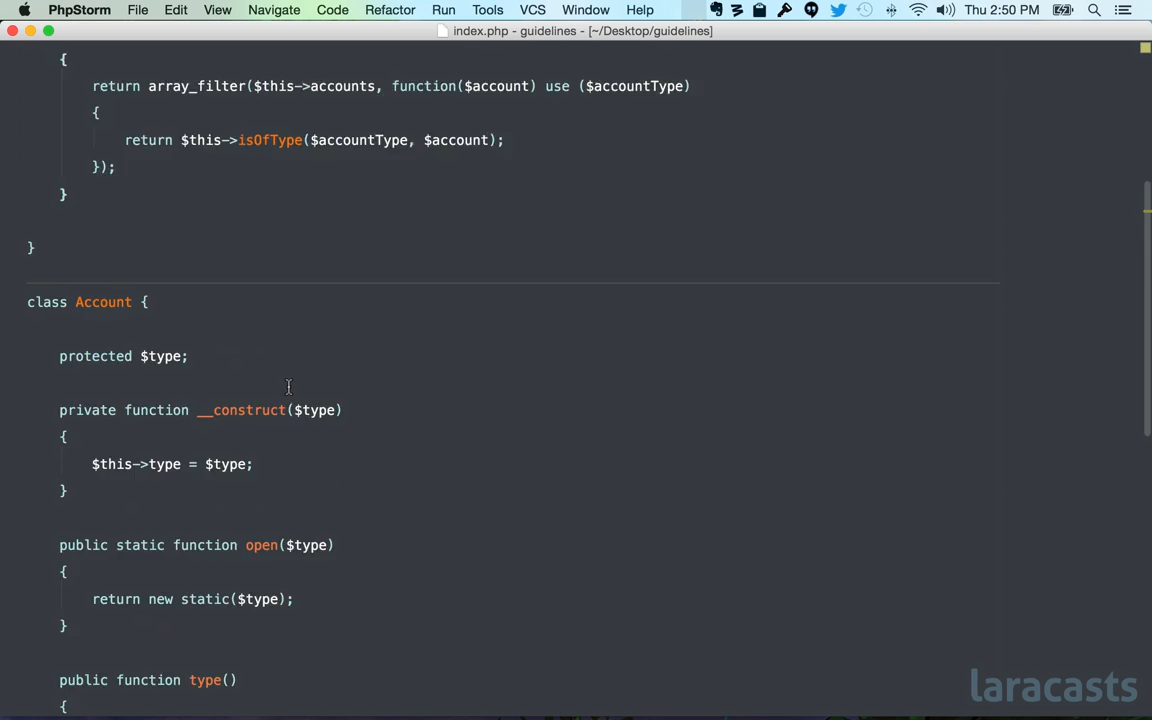 PhpStorm File Edit View Navigate Code Refactor Run Tools VCS Window Help Thu 2:50 PM
index.php - guidelines - [~/Desktop/guidelines]
{
return array_filter($this->accounts, function($account) use ($accountType)
{
return $this->isOfType($accountType, $account);
});
}
}
class Account {
protected $type;
private function __construct($type)
{
$this->type = $type;
}
public static function open($type)
{
return new static($type);
}
public function type()
{
laracasts